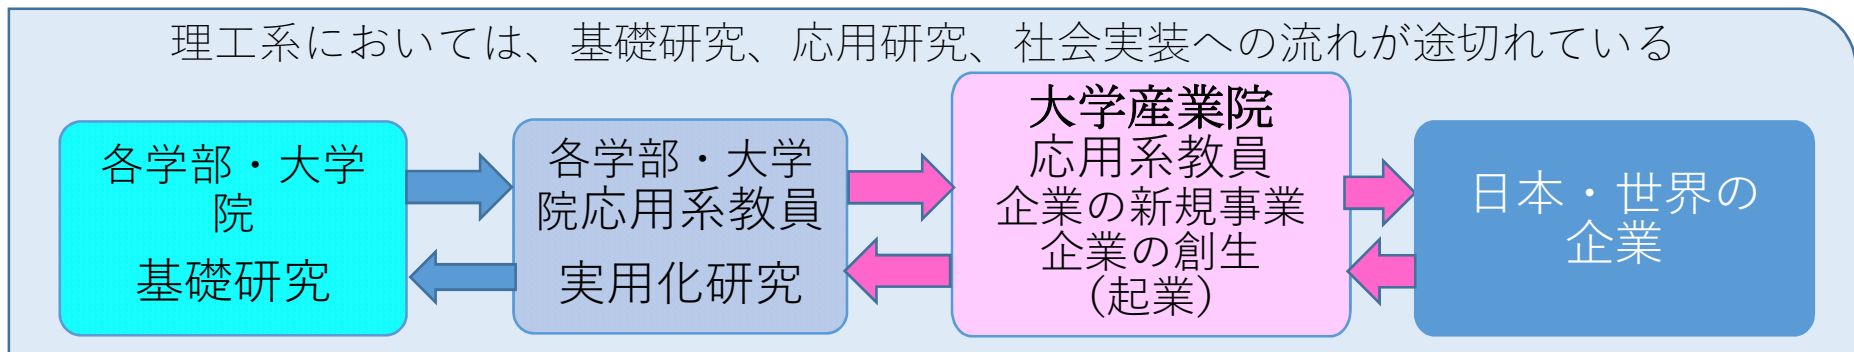 理工系においては、基礎研究、応用研究、社会実装への流れが途切れている
各学部・大学
院
基礎研究
各学部・大学
院応用系教員
実用化研究
大学産業院
応用系教員
企業の新規事業
企業の創生
（起業）
日本・世界の
企業